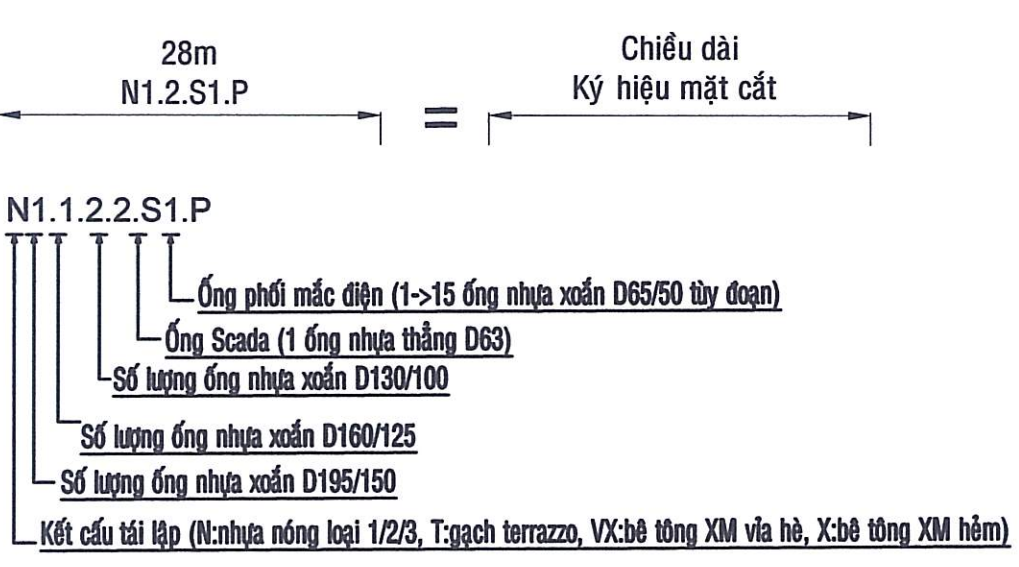 28m
N1.2.S1.P
=
Chiều dài
Ký hiệu mặt cắt
N1.1.2.2.S1.P
Ống phối mắc điện (1->15 ống nhựa xoắn D65/50 tùy đoạn)
Ống Scada (1 ống nhựa thẳng D63)
Số lượng ống nhựa xoắn D130/100
Số lượng ống nhựa xoắn D160/125
Số lượng ống nhựa xoắn D195/150
Kết cấu tái lập (N:nhựa nóng loại 1/2/3, T:gạch terrazzo, VX:bê tông XM vỉa hè, X:bê tông XM hẻm)